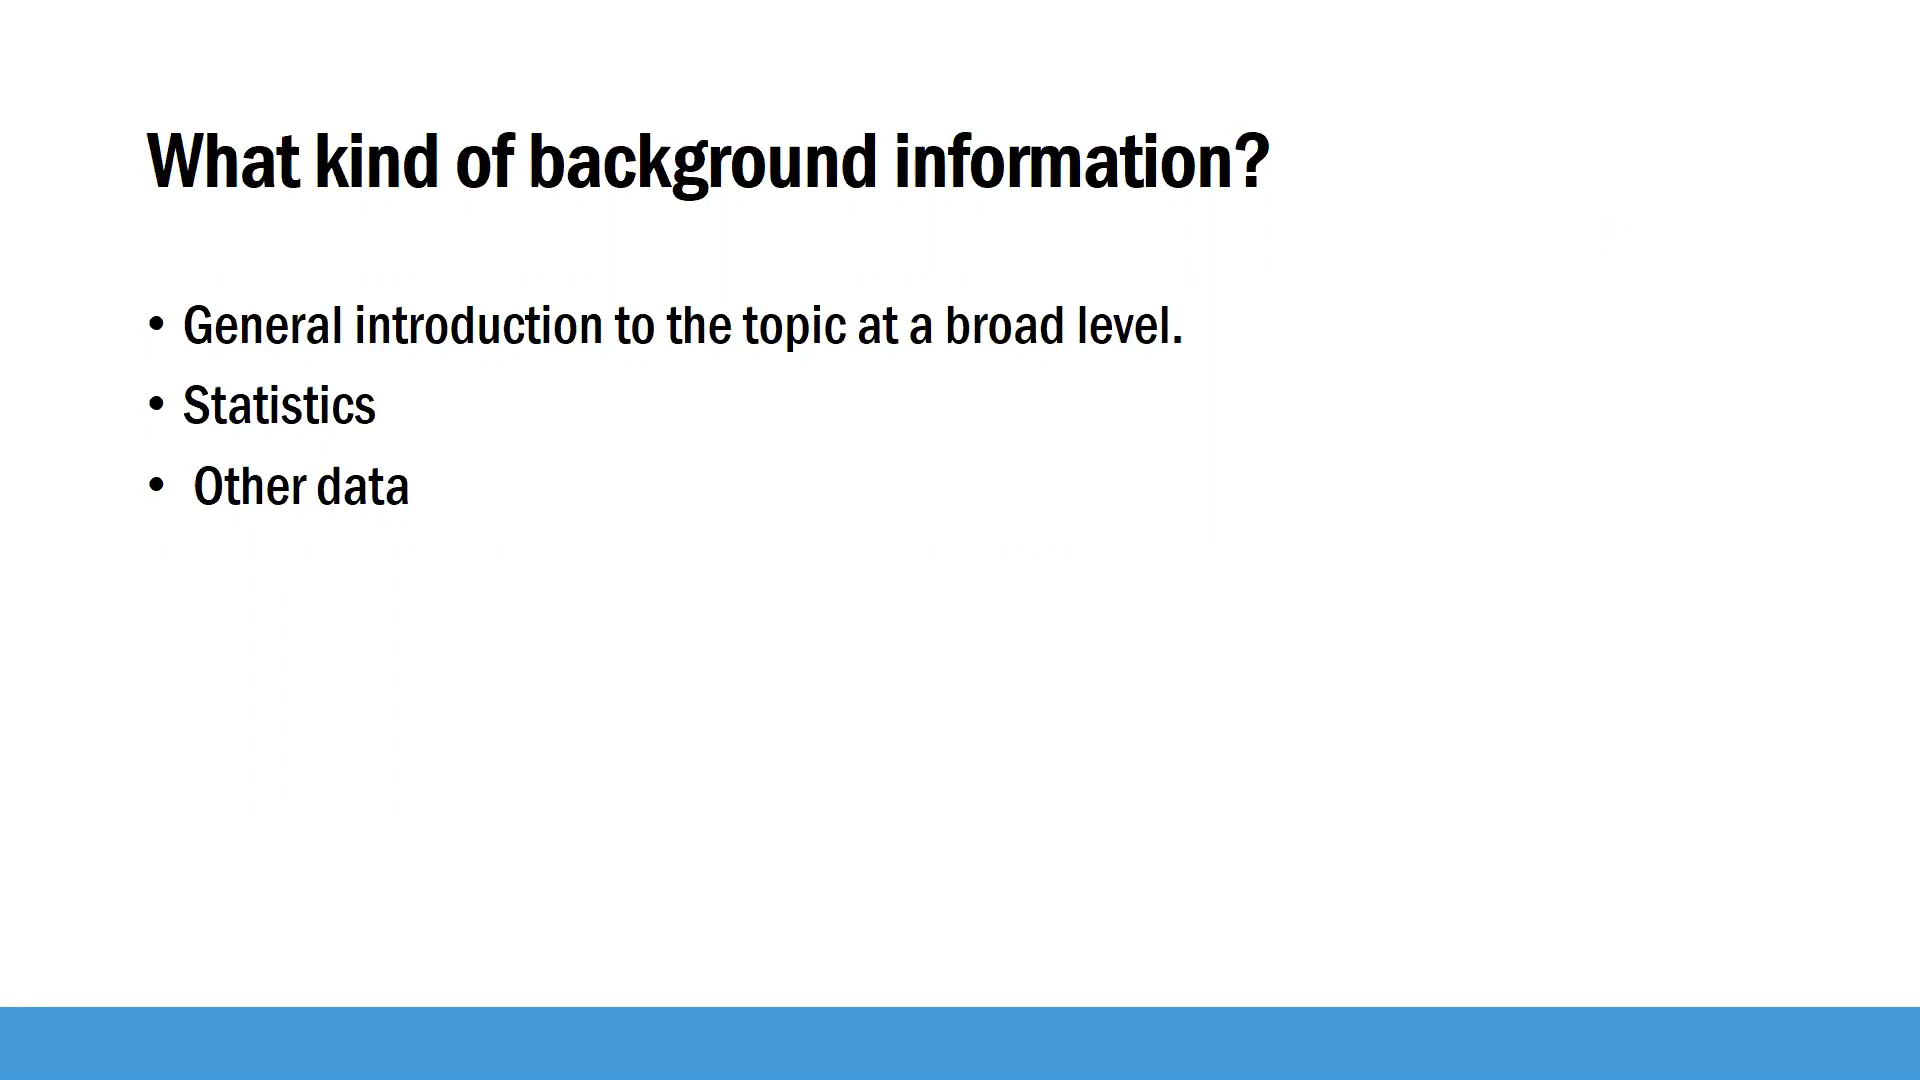 What kind of background information?
• General introduction to the topic at a broad level.
• Statistics
• Other data